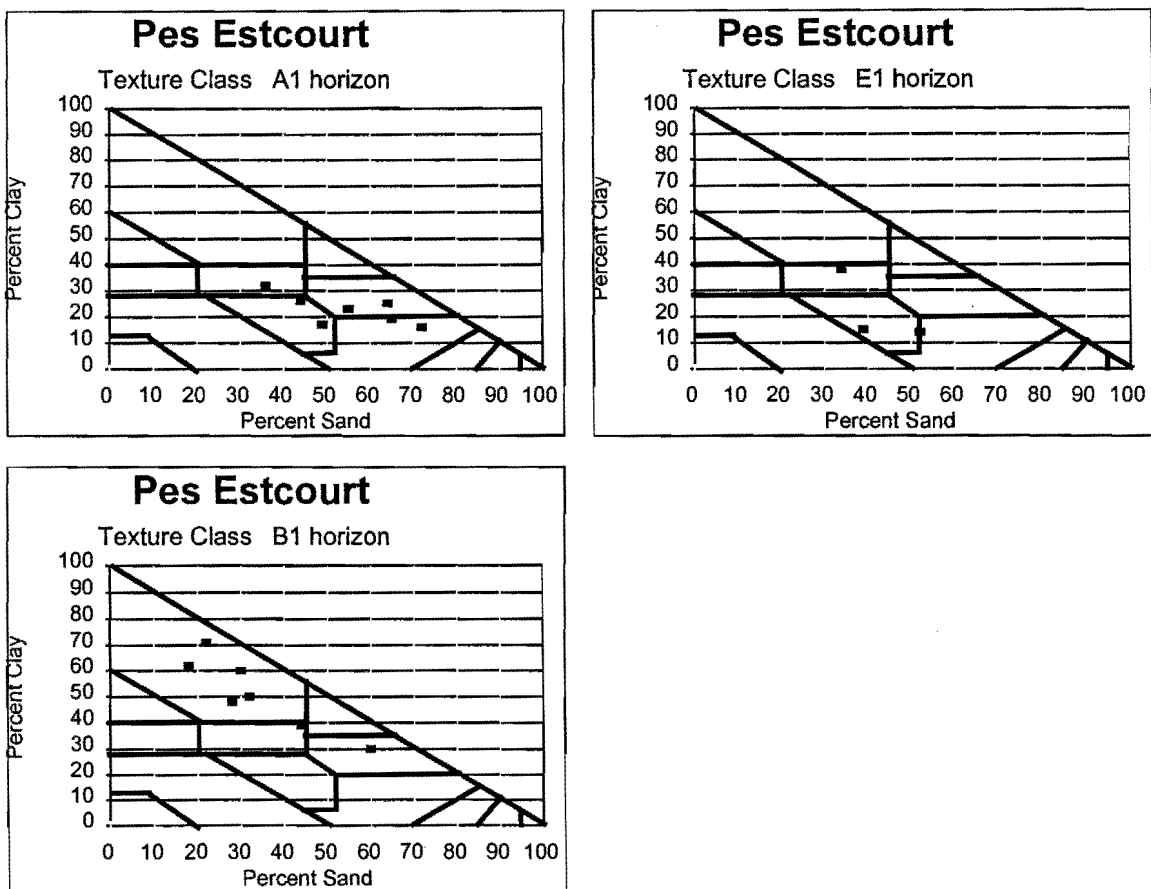 Pes Estcourt
Texture Class A1 horizon
100
90
80
70
60
50
40
30
20
10
0
Percent Clay
0 10 20 30 40 50 60 70 80 90 100
Percent Sand
Pes Estcourt
Texture Class E1 horizon
100
90
80
70
60
50
40
30
20
10
0
Percent Clay
0 10 20 30 40 50 60 70 80 90 100
Percent Sand
Pes Estcourt
Texture Class B1 horizon
100
90
80
70
60
50
40
30
20
10
0
Percent Clay
0 10 20 30 40 50 60 70 80 90 100
Percent Sand